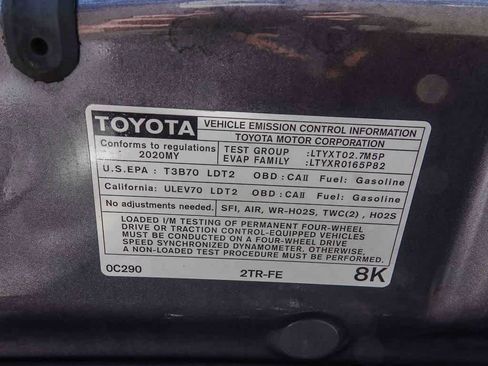 TOYOTA
VEHICLE EMISSION CONTROL INFORMATION
TOYOTA MOTOR CORPORATION
Conforms to regulations
2020MY
TEST GROUP :LTYXT02.7M5P
EVAP FAMILY :LTYXR0165P82
U.S.EPA : T3B70 LDT2 OBD:CAII Fuel: Gasoline
California: ULEV70 LDT2 OBD:CAII Fuel: Gasoline
No adjustments needed.
SFI, AIR, WR-HO2S, TWC(2), HO2S
LOADED I/M TESTING OF PERMANENT FOUR-WHEEL
DRIVE OR TRACTION CONTROL-EQUIPPED VEHICLES
MUST BE CONDUCTED ON A FOUR-WHEEL DRIVE
SPEED SYNCHRONIZED DYNAMOMETER. OTHERWISE,
A NON-LOADED TEST PROCEDURE MUST BE PERFORMED.
0C290 2TR-FE 8K